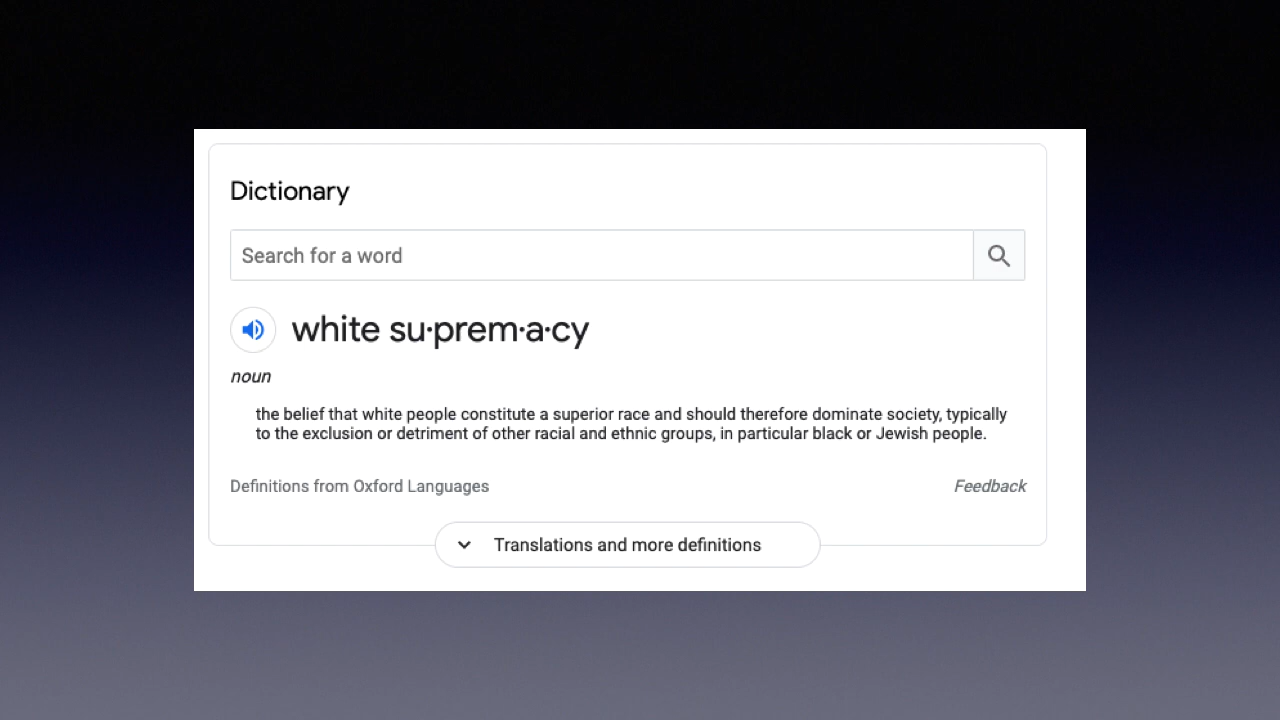 Dictionary
Search for a word
white su·prem·a·cy
noun
the belief that white people constitute a superior race and should therefore dominate society, typically
to the exclusion or detriment of other racial and ethnic groups, in particular black or Jewish people.
Definitions from Oxford Languages
Feedback
Translations and more definitions